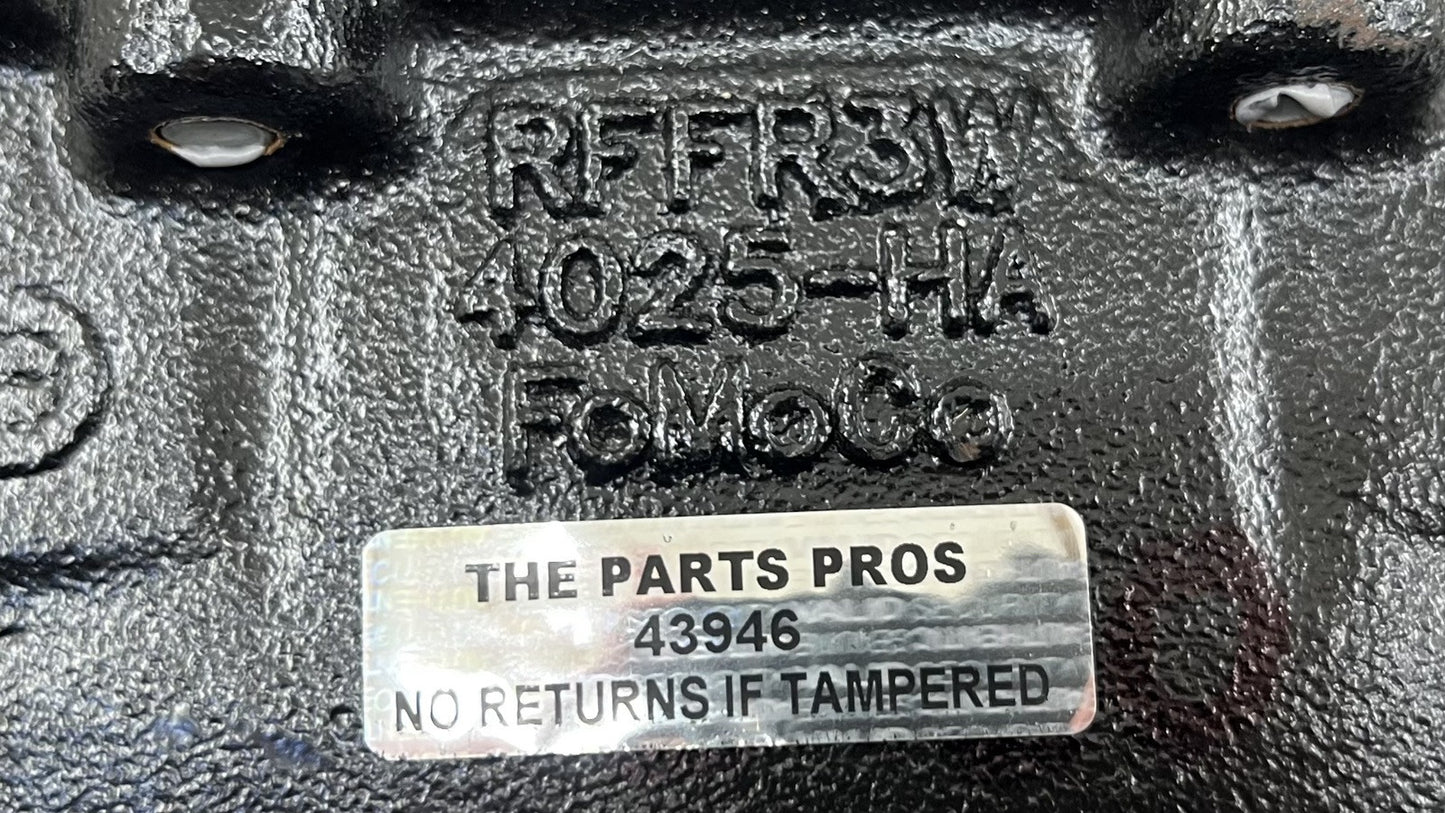 RFFR3W
4025-HA
FoMoCo
THE PARTS PROS
43946
NO RETURNS IF TAMPERED